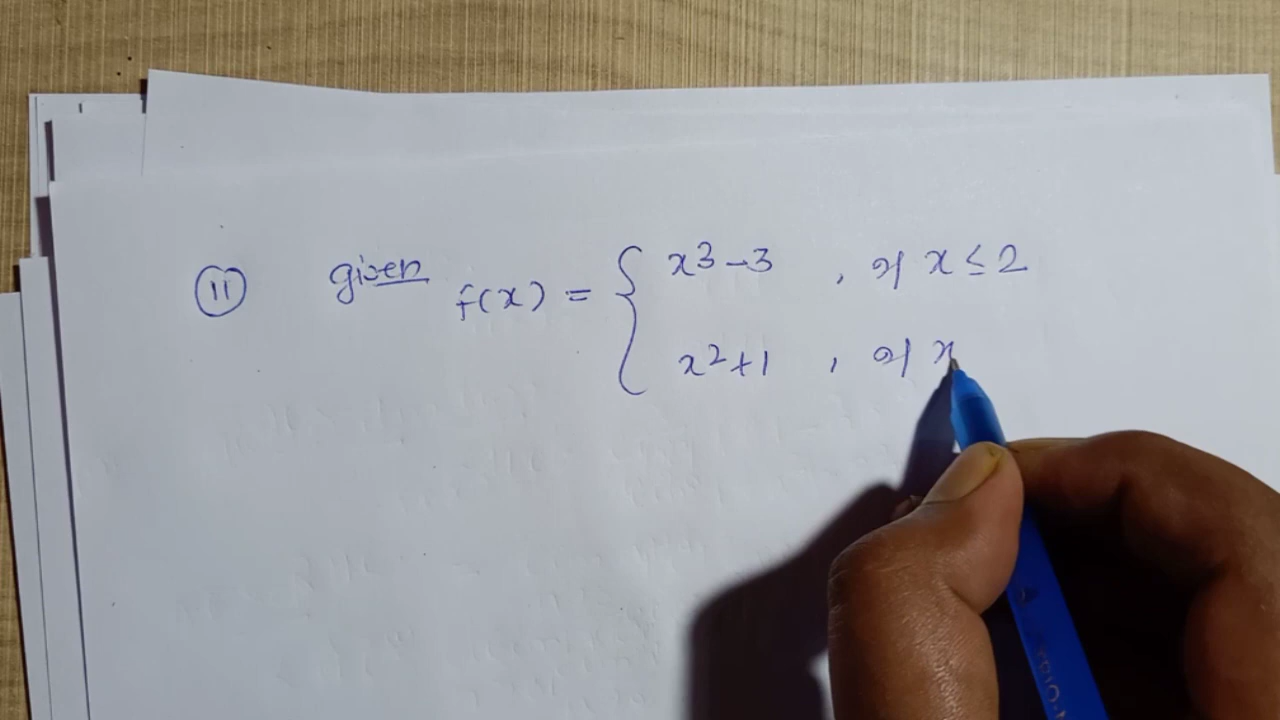 11 given f(x) = { x³-3 , if x ≤ 2
x²+1 , if x